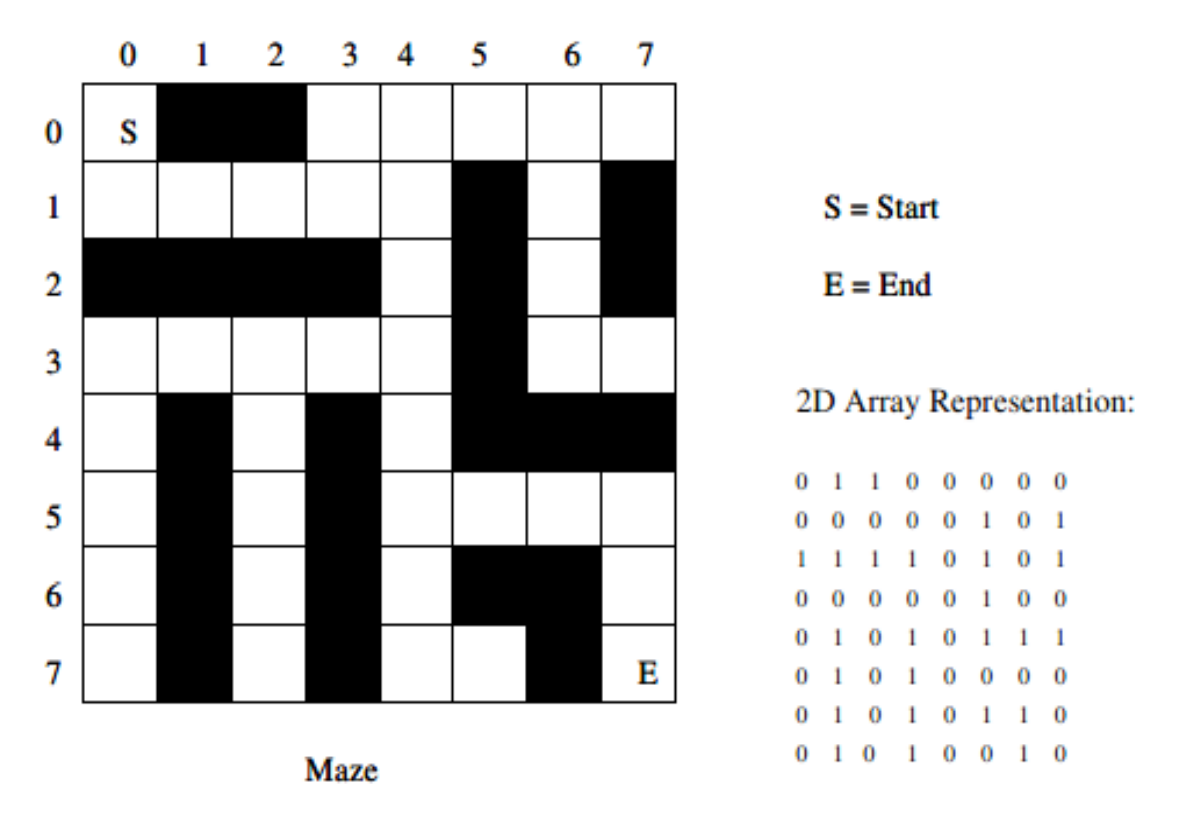 0 1 2 3 4 5 6 7
0 S
1
2
3
4
5
6
7 E
Maze
S = Start
E = End
2D Array Representation:
0 1 1 0 0 0 0 0
0 0 0 0 0 1 0 1
1 1 1 1 0 1 0 1
0 0 0 0 0 1 0 0
0 1 0 1 0 1 1 1
0 1 0 1 0 0 0 0
0 1 0 1 0 1 1 0
0 1 0 1 0 0 1 0